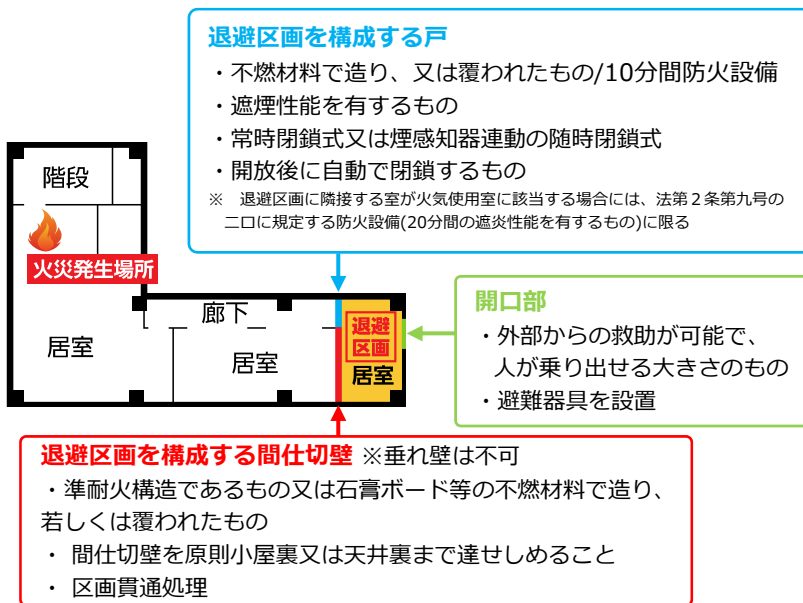 退避区画を構成する戸
・不燃材料で造り、又は覆われたもの/10分間防火設備
・遮煙性能を有するもの
・常時閉鎖式又は煙感知器連動の随時閉鎖式
・開放後に自動で閉鎖するもの
※　退避区画に隣接する室が火気使用室に該当する場合には、法第２条第九号の
二ロに規定する防火設備(20分間の遮炎性能を有するもの)に限る
階段
火災発生場所
居室
廊下
居室
退避
区画
居室
開口部
・外部からの救助が可能で、
人が乗り出せる大きさのもの
・避難器具を設置
退避区画を構成する間仕切壁 ※垂れ壁は不可
・準耐火構造であるもの又は石膏ボード等の不燃材料で造り、
若しくは覆われたもの
・ 間仕切壁を原則小屋裏又は天井裏まで達せしめること
・ 区画貫通処理